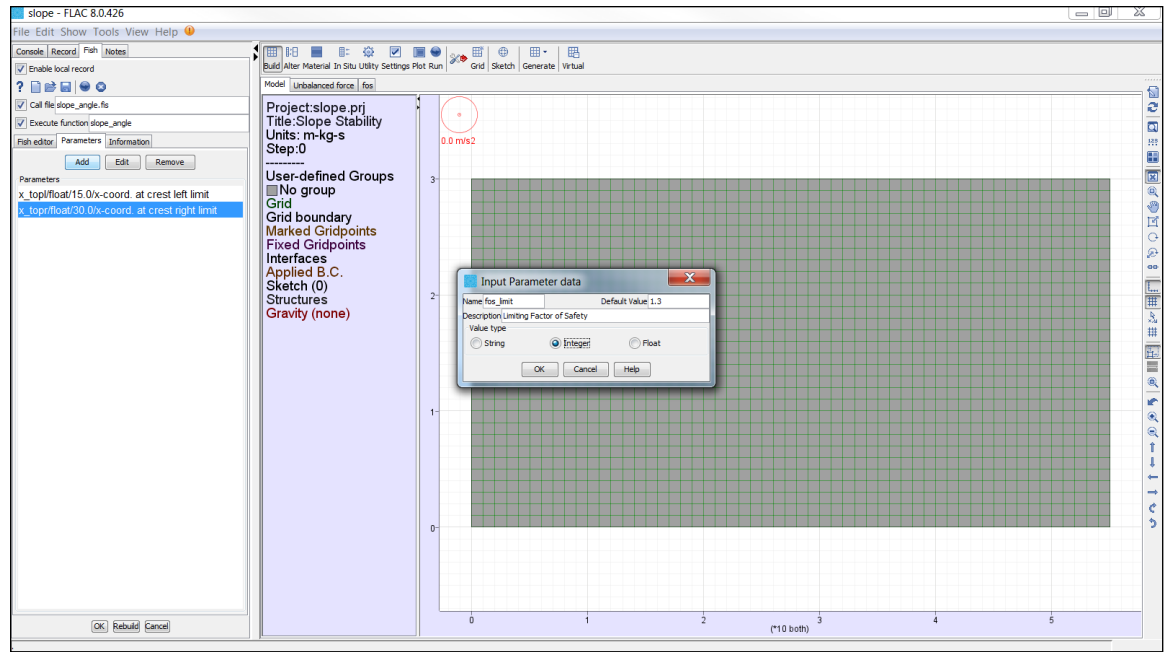 slope - FLAC 8.0.426
File Edit Show Tools View Help
Console Record Fish Notes
Enable local record
Call file slope_angle.fis
Execute function slope_angle
Fish editor Parameters Information
Add Edit Remove
Parameters
x_topl/float/15.0/x-coord. at crest left limit
x_topr/float/30.0/x-coord. at crest right limit
OK Rebuild Cancel
Build Alter Material In Situ Utility Settings Plot Run Grid Sketch Generate Virtual
Model Unbalanced force fos
Project:slope.prj
Title:Slope Stability
Units: m-kg-s
Step:0
---------
User-defined Groups
No group
Grid
Grid boundary
Marked Gridpoints
Fixed Gridpoints
Interfaces
Applied B.C.
Sketch (0)
Structures
Gravity (none)
0.0 m/s2
3
2
1
0
0 1 2 3 4 5
(*10 both)
Input Parameter data
Name fos_limit Default Value 1.3
Description Limiting Factor of Safety
Value type
String Integer Float
OK Cancel Help